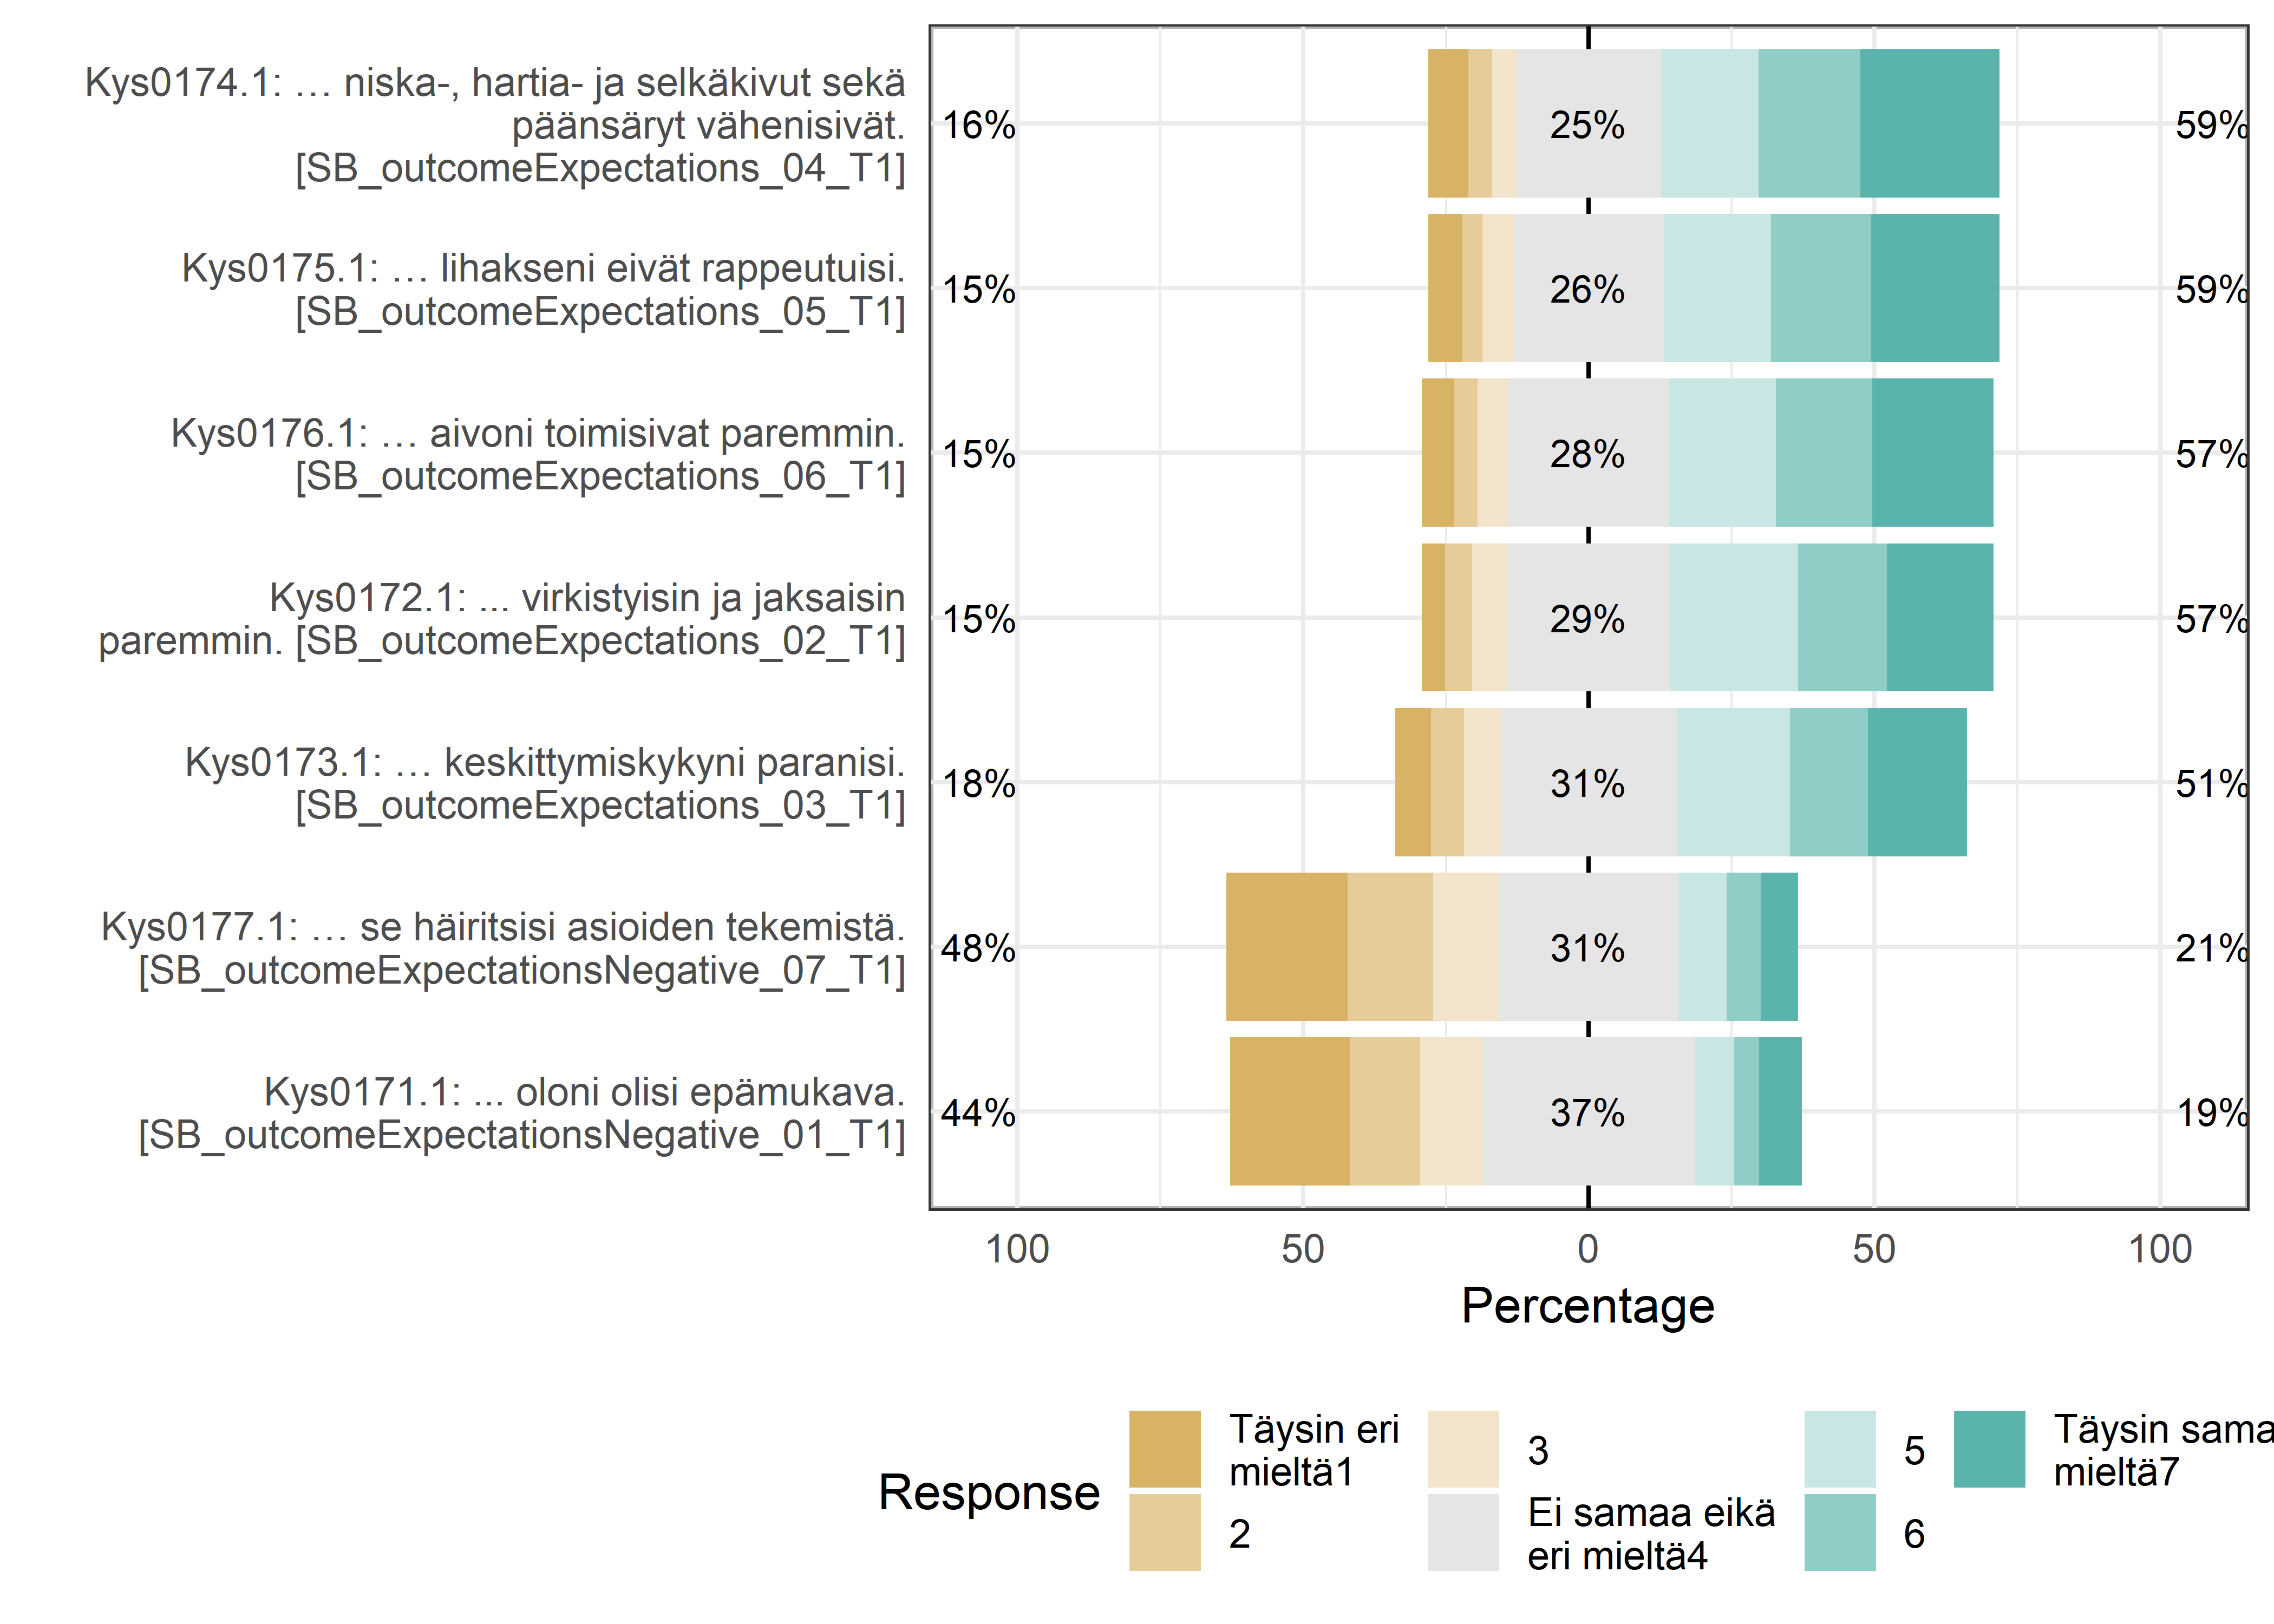 Kys0174.1: … niska-, hartia- ja selkäkivut sekä
päänsäryt vähenisivät.
[SB_outcomeExpectations_04_T1]
16% 25% 59%
Kys0175.1: … lihakseni eivät rappeutuisi.
[SB_outcomeExpectations_05_T1]
15% 26% 59%
Kys0176.1: … aivoni toimisivat paremmin.
[SB_outcomeExpectations_06_T1]
15% 28% 57%
Kys0172.1: ... virkistyisin ja jaksaisin
paremmin. [SB_outcomeExpectations_02_T1]
15% 29% 57%
Kys0173.1: … keskittymiskykyni paranisi.
[SB_outcomeExpectations_03_T1]
18% 31% 51%
Kys0177.1: … se häiritsisi asioiden tekemistä.
[SB_outcomeExpectationsNegative_07_T1]
48% 31% 21%
Kys0171.1: ... oloni olisi epämukava.
[SB_outcomeExpectationsNegative_01_T1]
44% 37% 19%
100 50 0 50 100
Percentage
Response
Täysin eri
mieltä1
2
3
Ei samaa eikä
eri mieltä4
5
6
Täysin sama
mieltä7